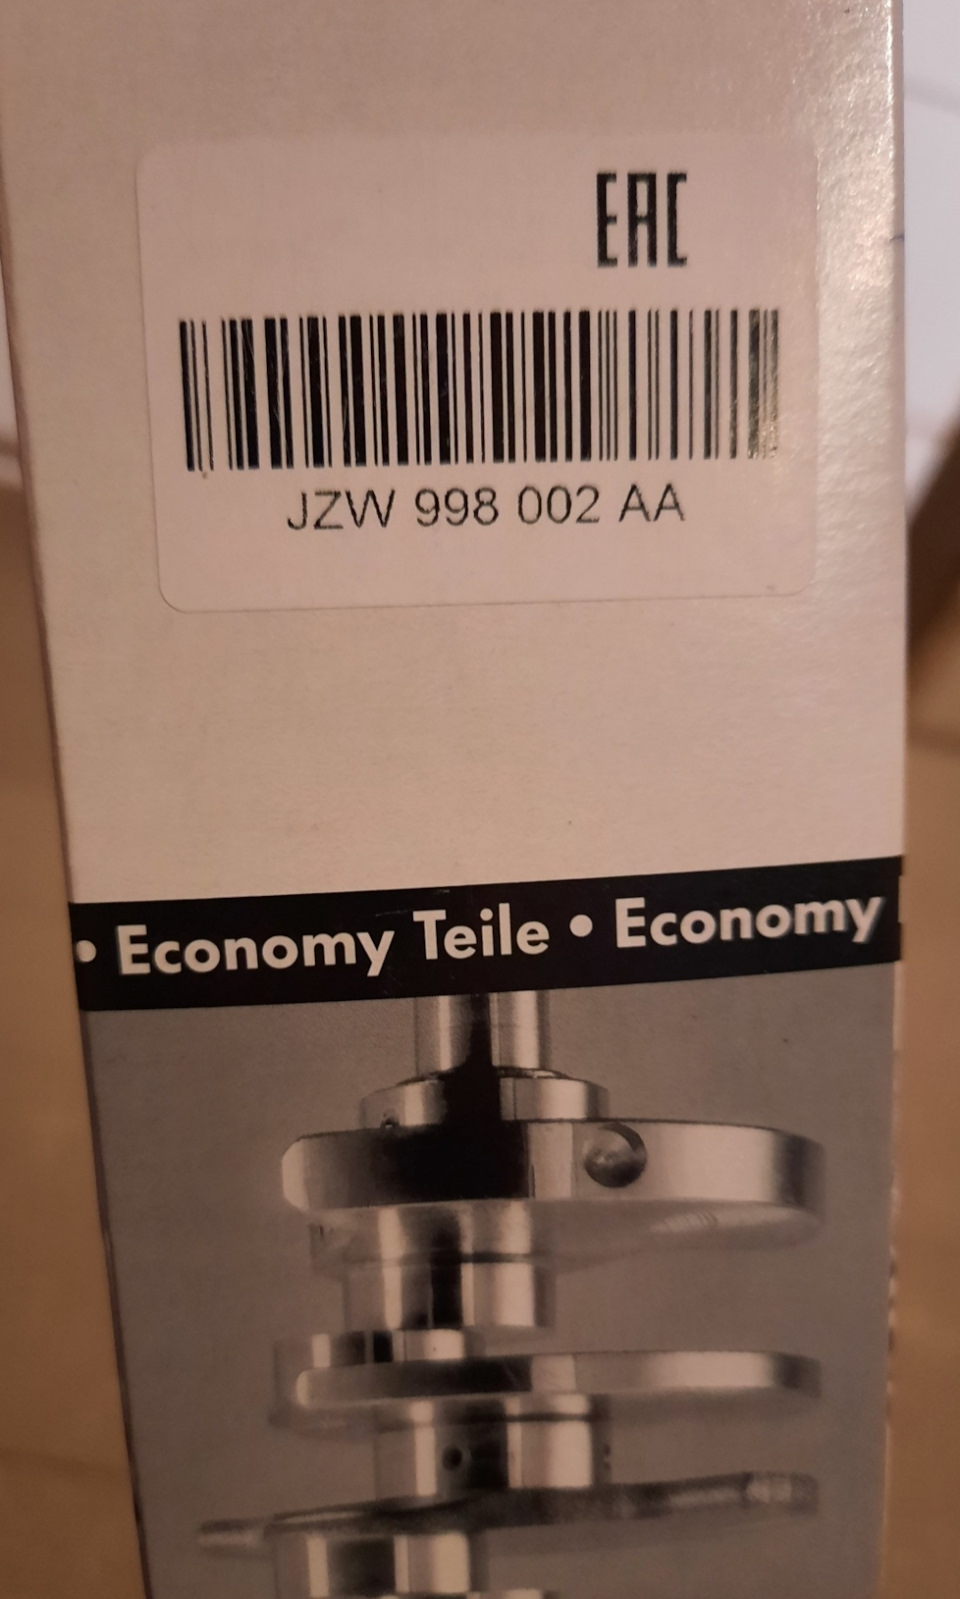 EAC
JZW 998 002 AA
• Economy Teile • Economy